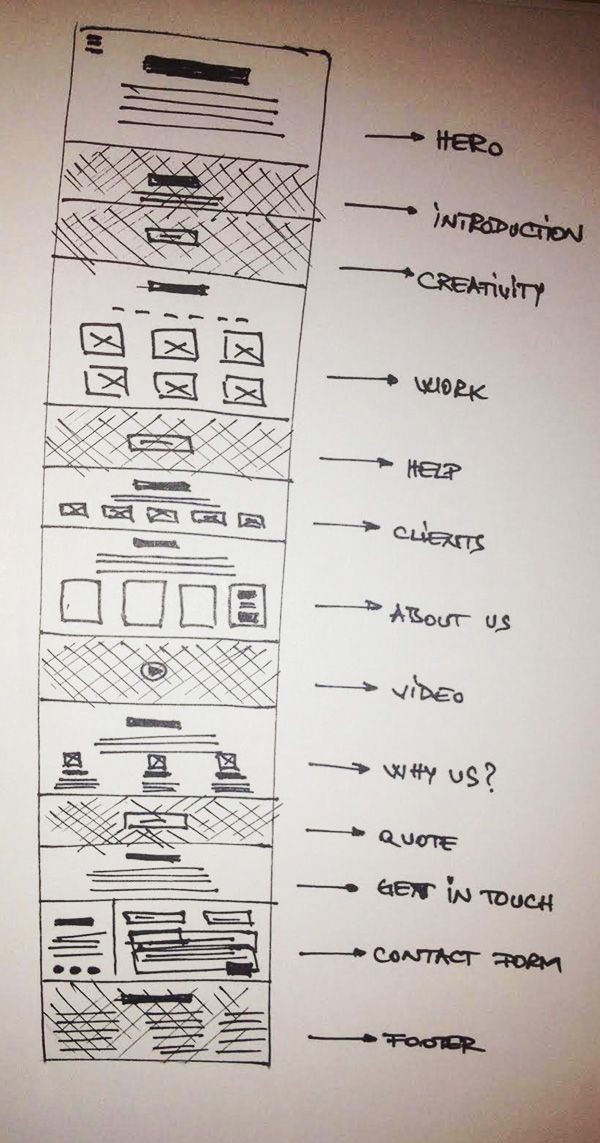 HERO
INTRODUCTION
CREATIVITY
WORK
HELP
CLIENTS
ABOUT US
VIDEO
WHY US?
QUOTE
GET IN TOUCH
CONTACT FORM
FOOTER